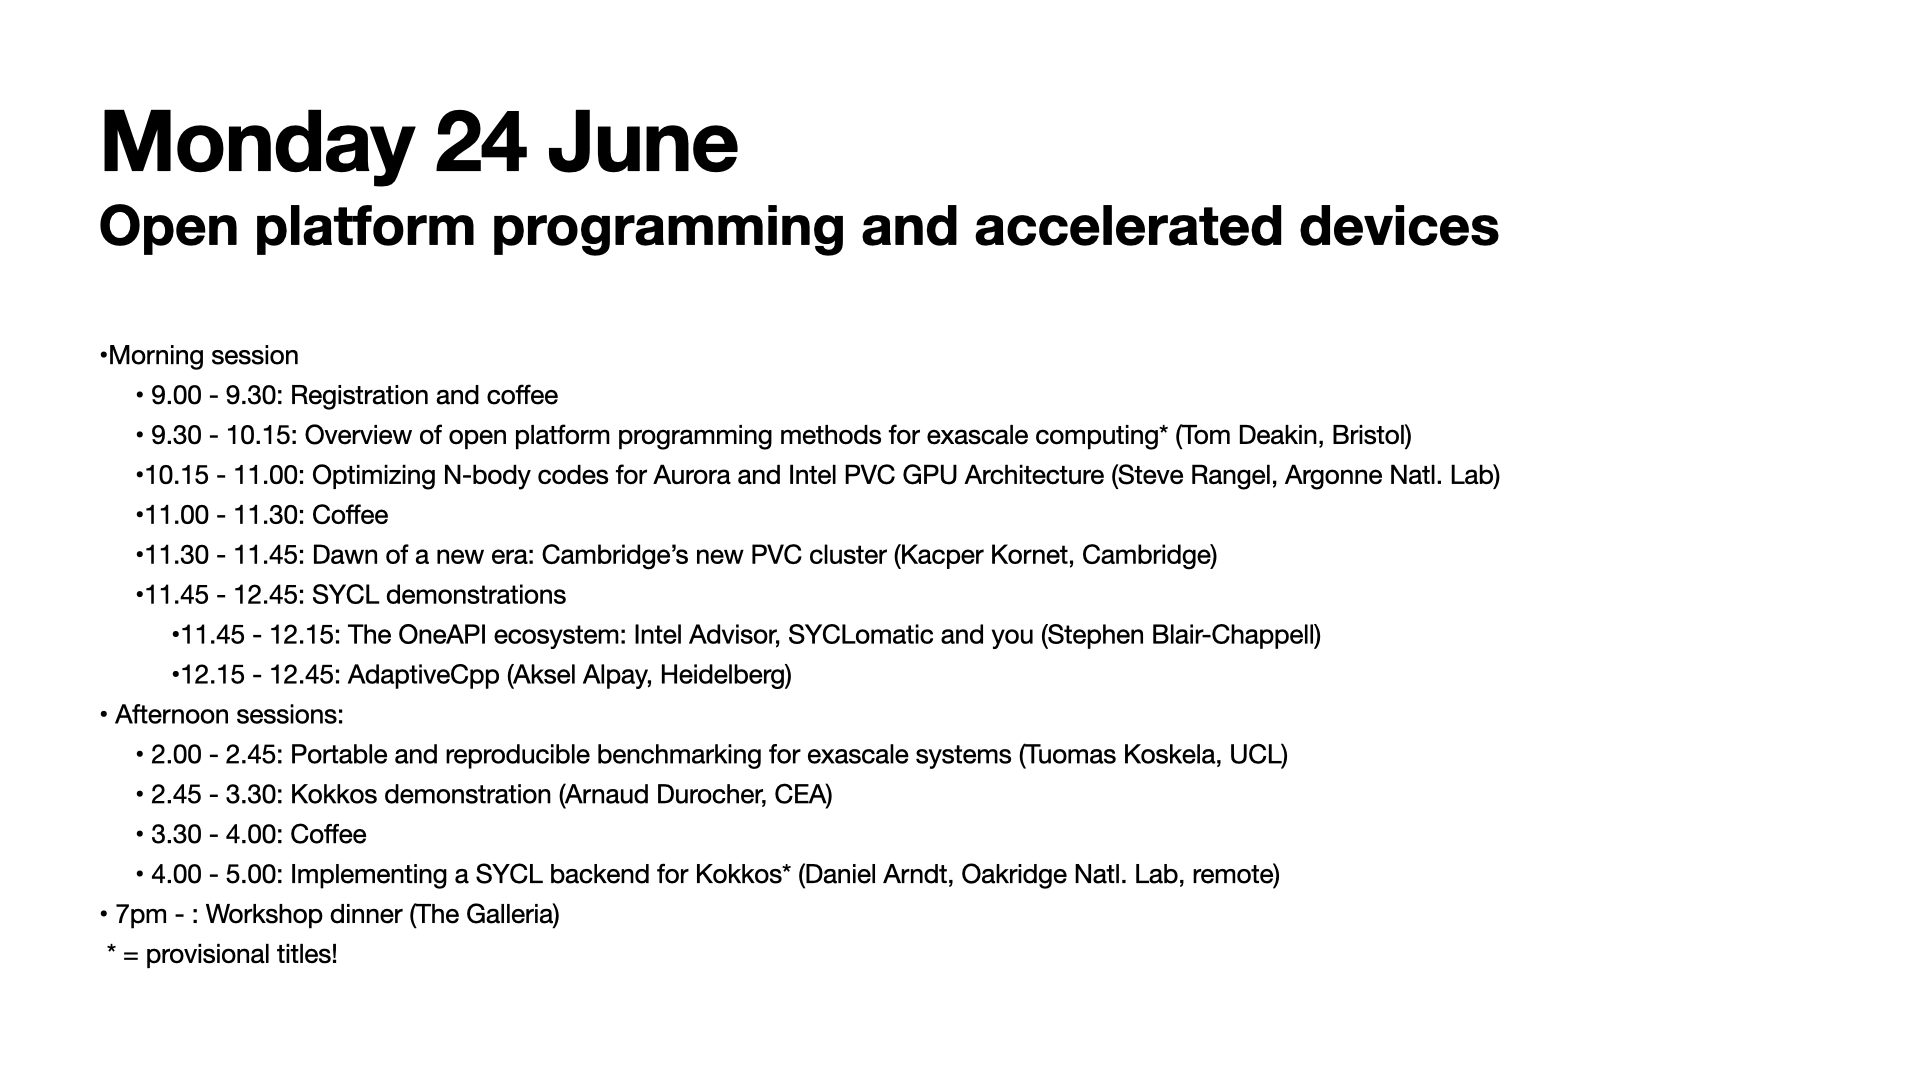 Monday 24 June
Open platform programming and accelerated devices
•Morning session
• 9.00 - 9.30: Registration and coffee
• 9.30 - 10.15: Overview of open platform programming methods for exascale computing* (Tom Deakin, Bristol)
•10.15 - 11.00: Optimizing N-body codes for Aurora and Intel PVC GPU Architecture (Steve Rangel, Argonne Natl. Lab)
•11.00 - 11.30: Coffee
•11.30 - 11.45: Dawn of a new era: Cambridge’s new PVC cluster (Kacper Kornet, Cambridge)
•11.45 - 12.45: SYCL demonstrations
•11.45 - 12.15: The OneAPI ecosystem: Intel Advisor, SYCLomatic and you (Stephen Blair-Chappell)
•12.15 - 12.45: AdaptiveCpp (Aksel Alpay, Heidelberg)
• Afternoon sessions:
• 2.00 - 2.45: Portable and reproducible benchmarking for exascale systems (Tuomas Koskela, UCL)
• 2.45 - 3.30: Kokkos demonstration (Arnaud Durocher, CEA)
• 3.30 - 4.00: Coffee
• 4.00 - 5.00: Implementing a SYCL backend for Kokkos* (Daniel Arndt, Oakridge Natl. Lab, remote)
• 7pm - : Workshop dinner (The Galleria)
* = provisional titles!